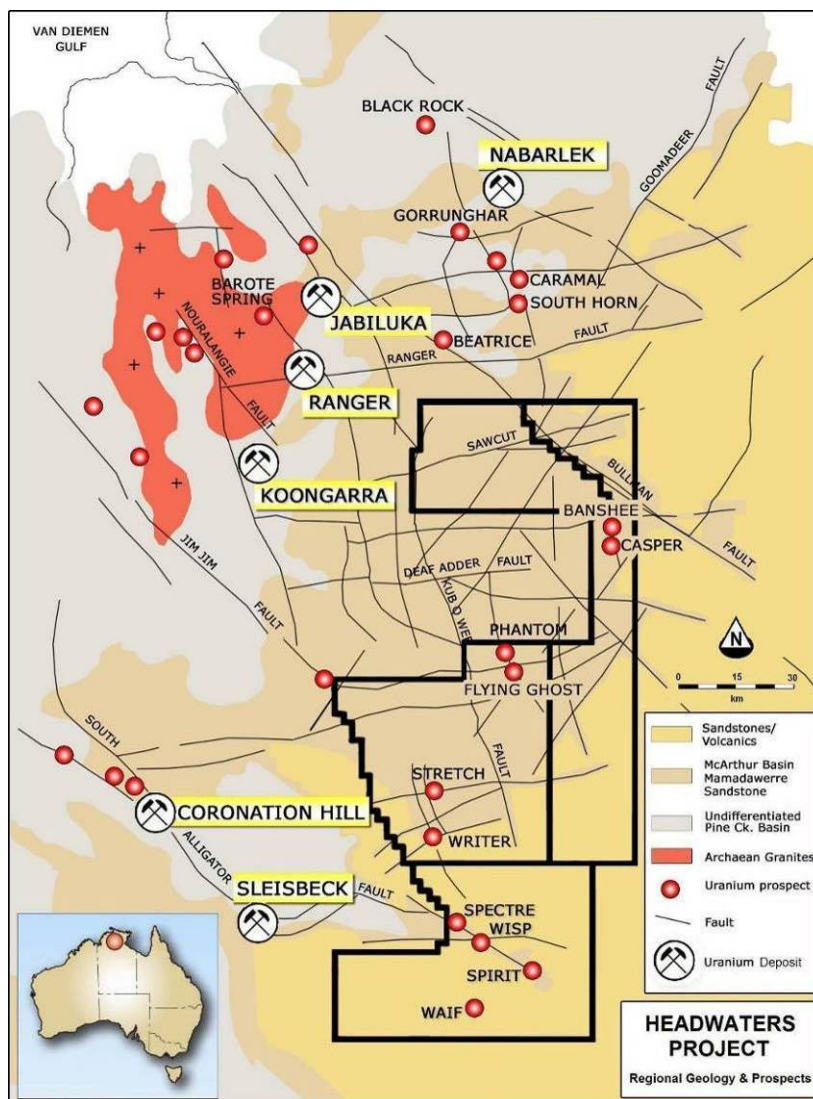 VAN DIEMEN
GULF
BLACK ROCK
NABARLEK
GOOMADEER
FAULT
GORRUNGHAR
CARAMAL
SOUTH HORN
BAROTE
SPRING
JABILUKA
NOURALANGIE
FAULT
BEATRICE
RANGER
FAULT
RANGER
SAWCUT
BULLMAN
FAULT
KOONGARRA
BANSHEE
CASPER
JIM JIM
FAULT
DEAF ADDER
FAULT
KUB O WER
FAULT
PHANTOM
FLYING GHOST
N
0 15 30
km
SOUTH
ALLIGATOR
FAULT
STRETCH
CORONATION HILL
WRITER
SLEISBECK
SPECTRE
WISP
SPIRIT
WAIF
Sandstones/
Volcanics
McArthur Basin
Mamadawerre
Sandstone
Undifferentiated
Pine Ck. Basin
Archaean Granites
Uranium prospect
Fault
Uranium Deposit
HEADWATERS
PROJECT
Regional Geology & Prospects